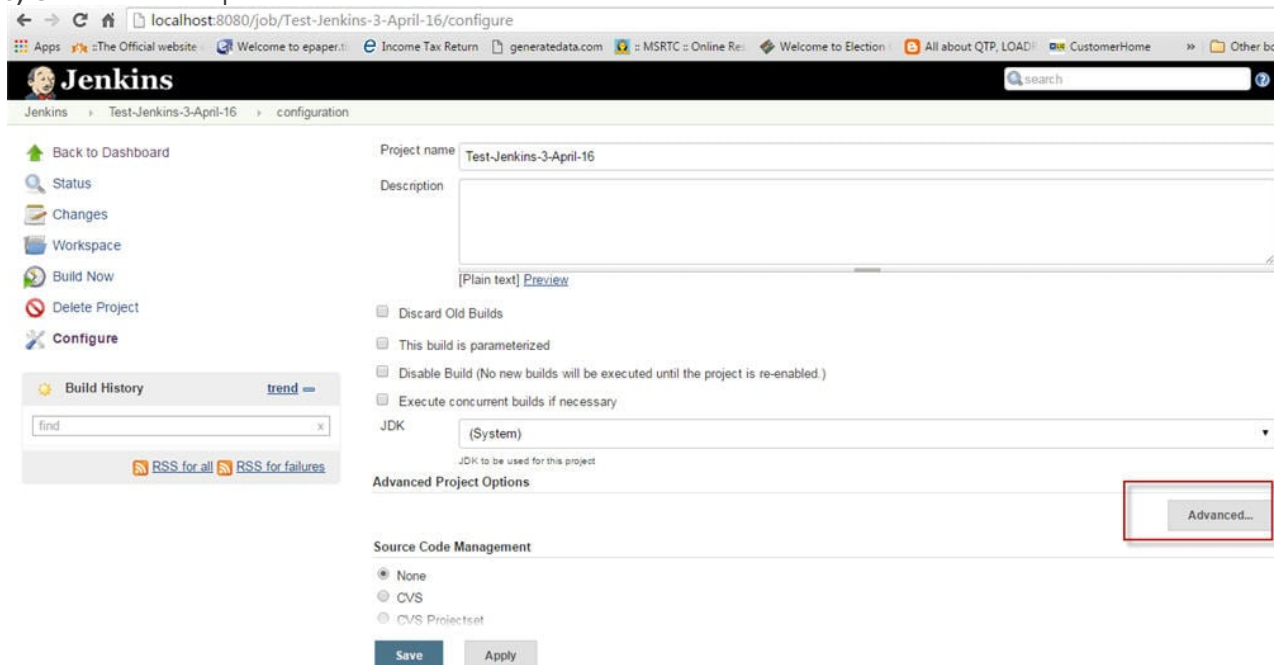 localhost:8080/job/Test-Jenkins-3-April-16/configure
Apps ::The Official website Welcome to epaper.ti Income Tax Return generatedata.com :: MSRTC :: Online Re Welcome to Election All about QTP, LOAD CustomerHome » Other bo
Jenkins
search
Jenkins Test-Jenkins-3-April-16 configuration
Back to Dashboard
Status
Changes
Workspace
Build Now
Delete Project
Configure
Build History trend
find x
RSS for all RSS for failures
Project name Test-Jenkins-3-April-16
Description
[Plain text] Preview
Discard Old Builds
This build is parameterized
Disable Build (No new builds will be executed until the project is re-enabled.)
Execute concurrent builds if necessary
JDK (System)
JDK to be used for this project
Advanced Project Options
Advanced...
Source Code Management
None
CVS
CVS Projectset
Save Apply